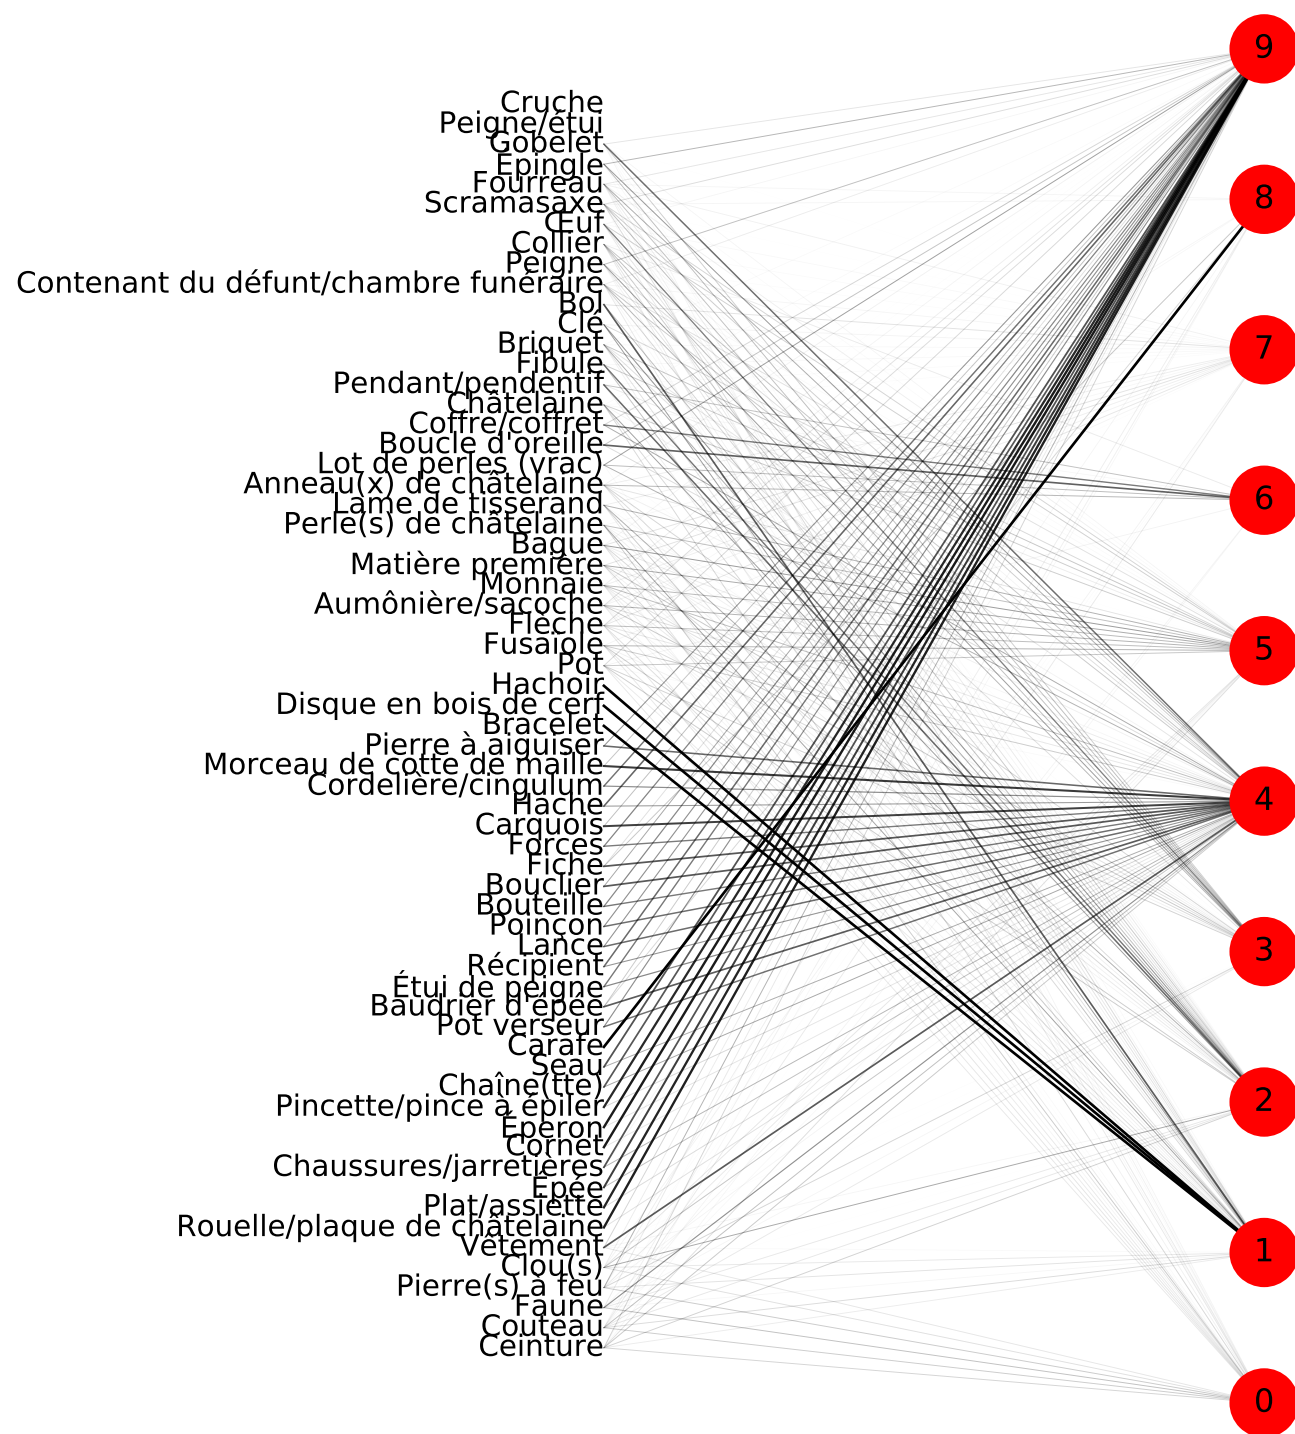 Cruche
Peigne/étui
Gobelet
Épingle
Fourreau
Scramasaxe
Œuf
Collier
Peigne
Contenant du défunt/chambre funéraire
Bol
Clé
Briquet
Fibule
Pendant/pendentif
Châtelaine
Coffre/coffret
Boucle d'oreille
Lot de perles (vrac)
Anneau(x) de châtelaine
Lame de tisserand
Perle(s) de châtelaine
Bague
Matière première
Monnaie
Aumônière/sacoche
Flèche
Fusaïole
Pot
Hachoir
Disque en bois de cerf
Bracelet
Pierre à aiguiser
Morceau de cotte de maille
Cordelière/cingulum
Hache
Carquois
Forces
Fiche
Bouclier
Bouteille
Poinçon
Lance
Récipient
Étui de peigne
Baudrier d'épée
Pot verseur
Carafe
Seau
Chaîne(tte)
Pincette/pince à épiler
Éperon
Cornet
Chaussures/jarretières
Épée
Plat/assiette
Rouelle/plaque de châtelaine
Vêtement
Clou(s)
Pierre(s) à feu
Faune
Couteau
Ceinture
9
8
7
6
5
4
3
2
1
0